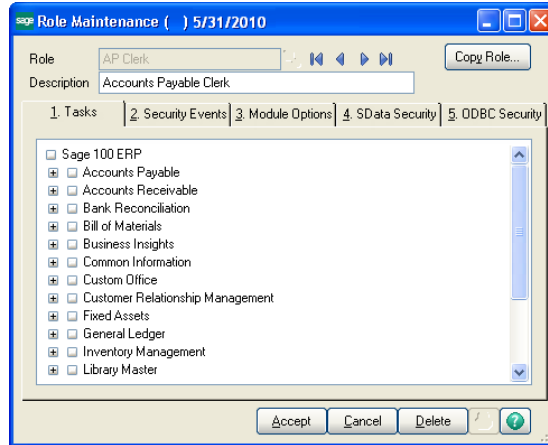 sage Role Maintenance ( ) 5/31/2010
Role AP Clerk Copy Role...
Description Accounts Payable Clerk
1. Tasks 2. Security Events 3. Module Options 4. SData Security 5. ODBC Security
Sage 100 ERP
Accounts Payable
Accounts Receivable
Bank Reconciliation
Bill of Materials
Business Insights
Common Information
Custom Office
Customer Relationship Management
Fixed Assets
General Ledger
Inventory Management
Library Master
Accept Cancel Delete